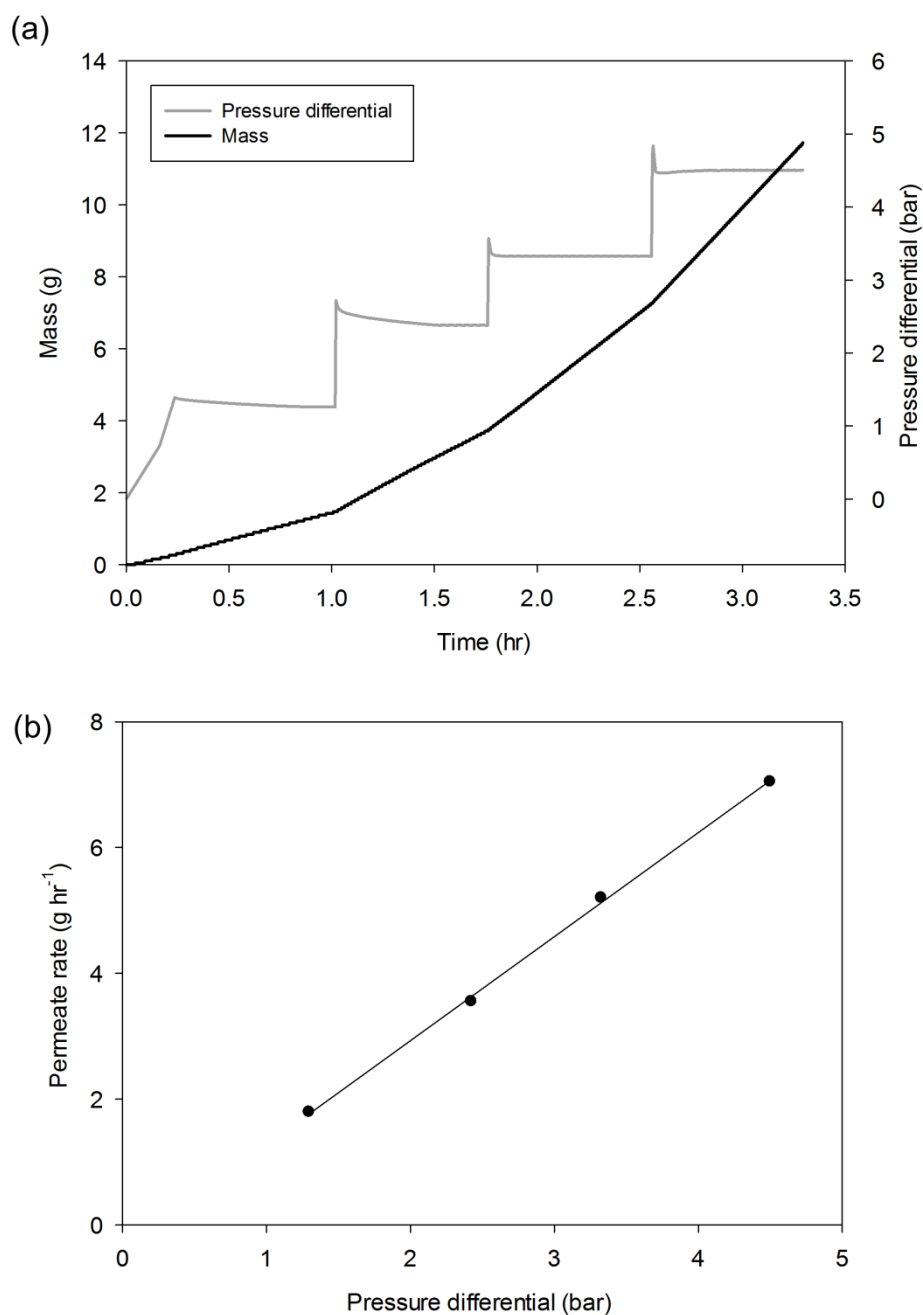 (a)
14
12
10
8
6
4
2
0
Mass (g)
Pressure differential
Mass
6
5
4
3
2
1
0
Pressure differential (bar)
0.0 0.5 1.0 1.5 2.0 2.5 3.0 3.5
Time (hr)
(b)
8
6
4
2
0
Permeate rate (g hr⁻¹)
0 1 2 3 4 5
Pressure differential (bar)